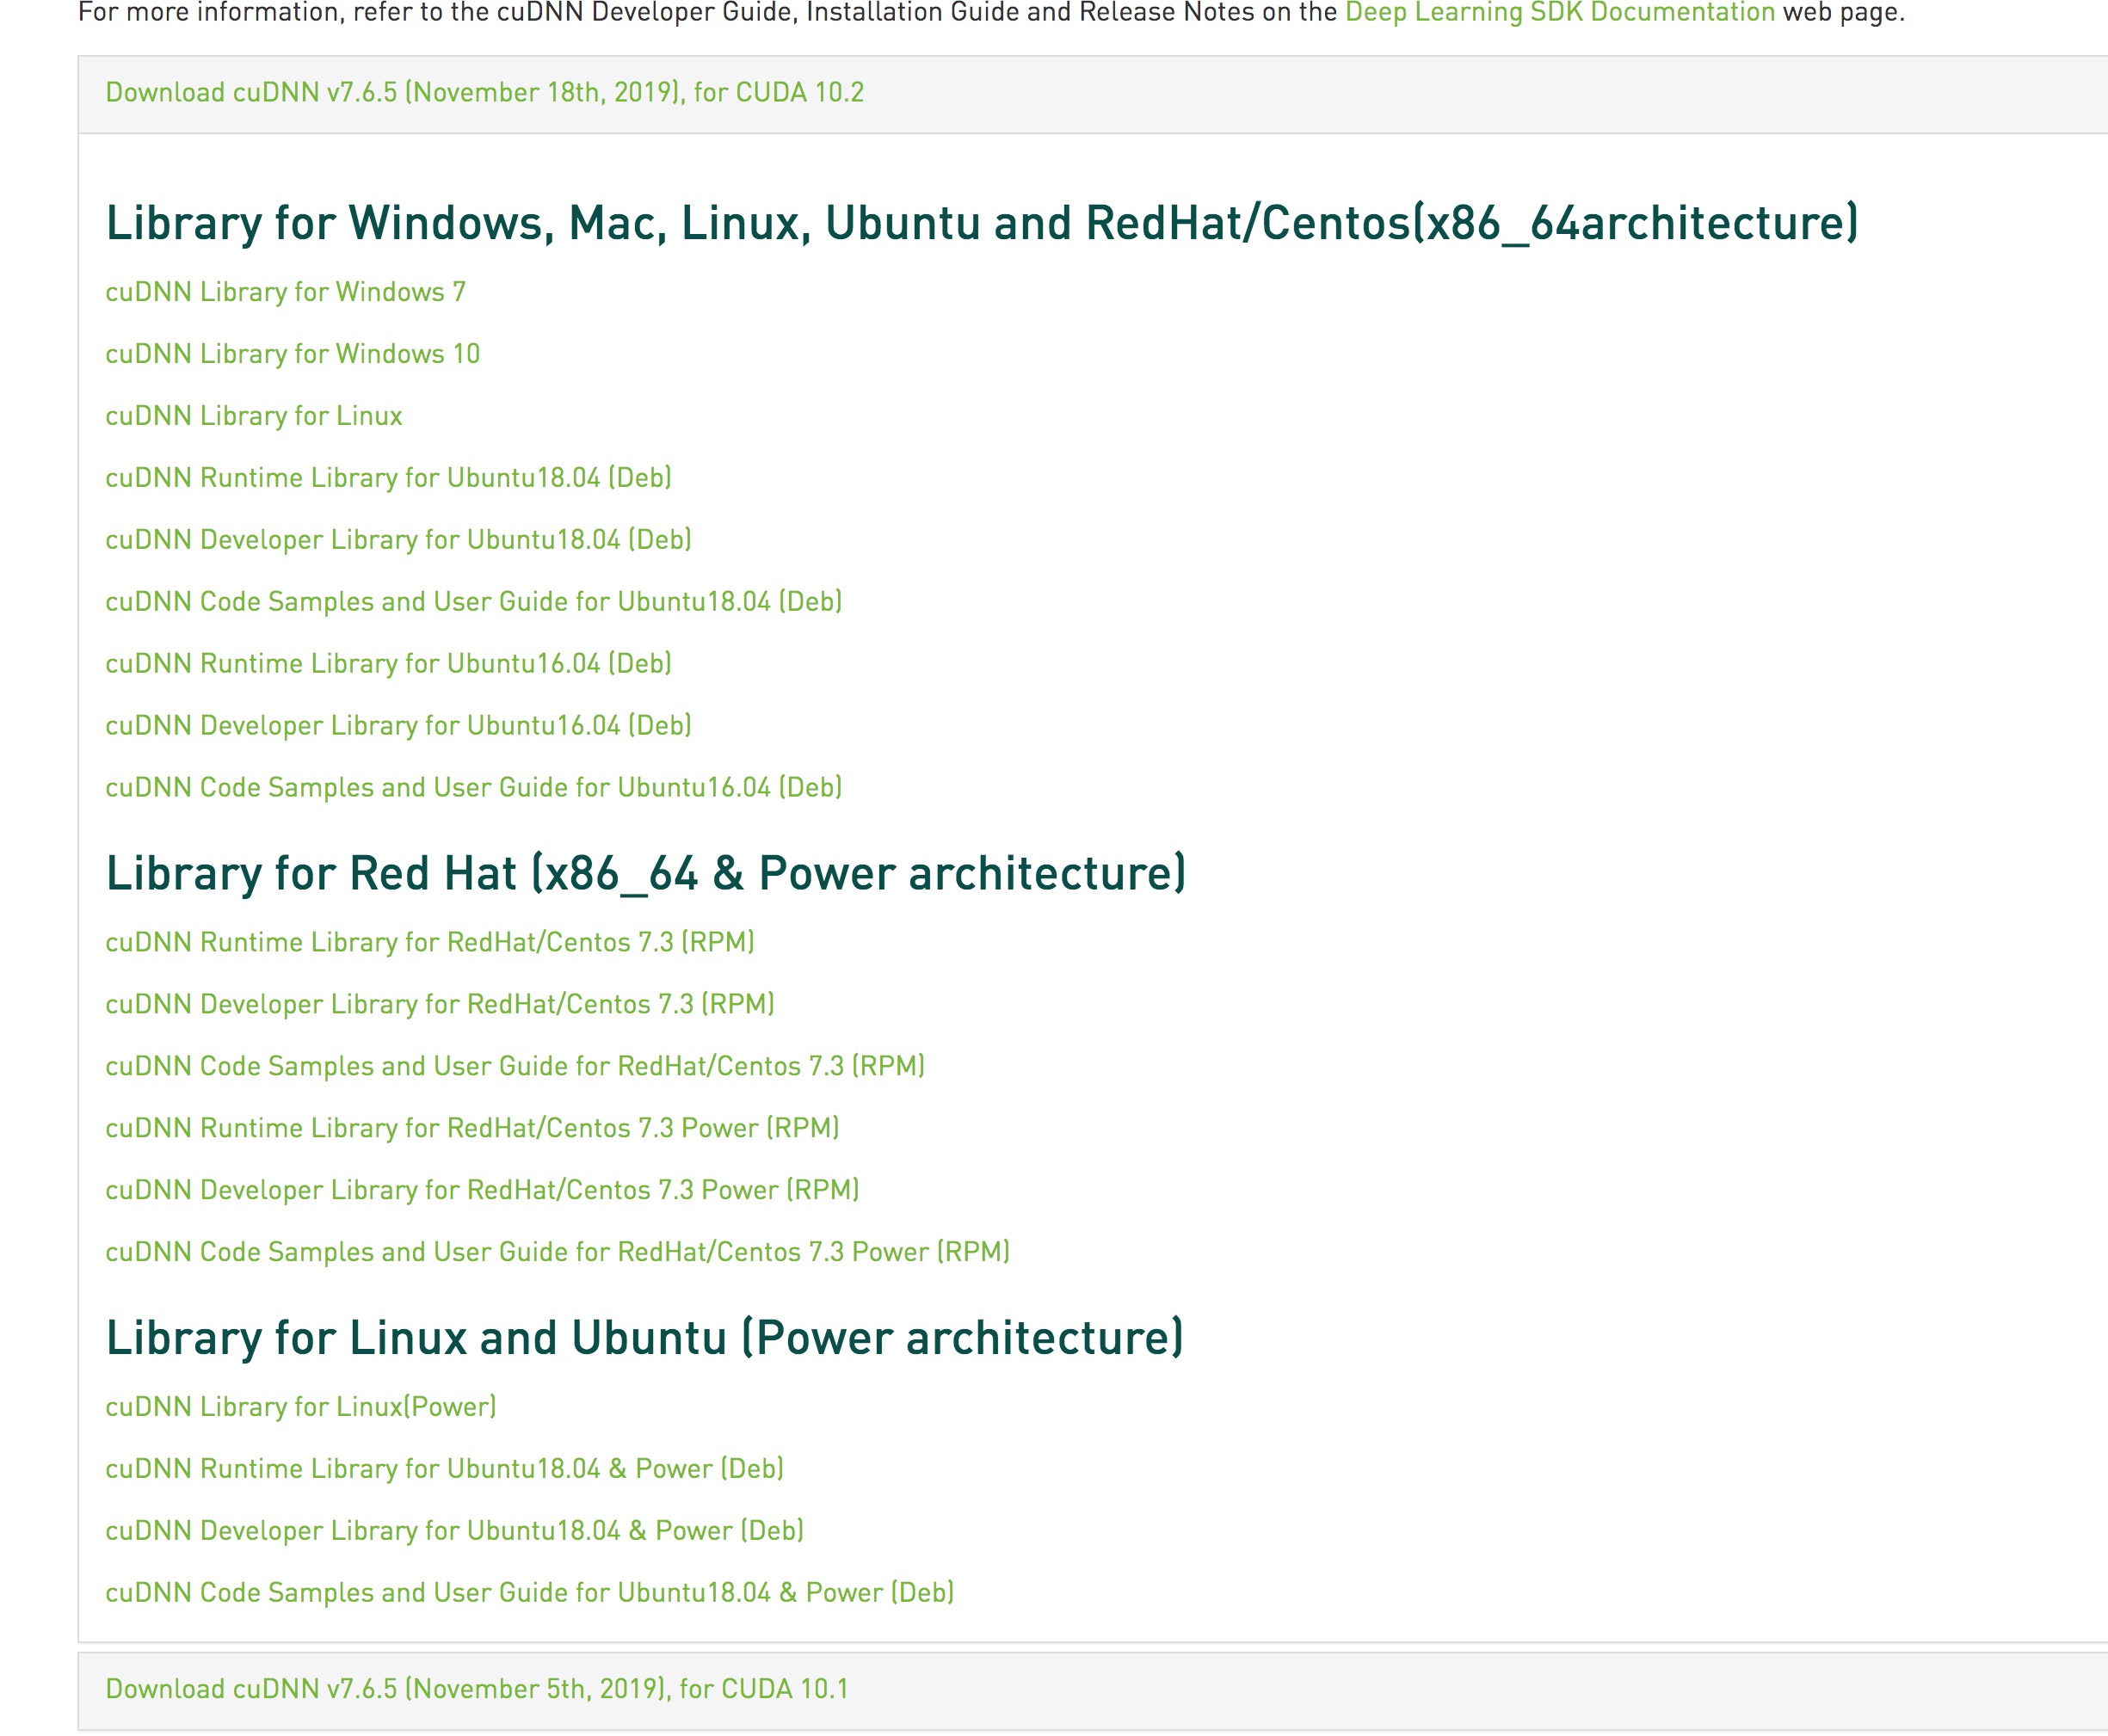 For more information, refer to the cuDNN Developer Guide, Installation Guide and Release Notes on the Deep Learning SDK Documentation web page.
Download cuDNN v7.6.5 (November 18th, 2019), for CUDA 10.2
Library for Windows, Mac, Linux, Ubuntu and RedHat/Centos(x86_64architecture)
cuDNN Library for Windows 7
cuDNN Library for Windows 10
cuDNN Library for Linux
cuDNN Runtime Library for Ubuntu18.04 (Deb)
cuDNN Developer Library for Ubuntu18.04 (Deb)
cuDNN Code Samples and User Guide for Ubuntu18.04 (Deb)
cuDNN Runtime Library for Ubuntu16.04 (Deb)
cuDNN Developer Library for Ubuntu16.04 (Deb)
cuDNN Code Samples and User Guide for Ubuntu16.04 (Deb)
Library for Red Hat (x86_64 & Power architecture)
cuDNN Runtime Library for RedHat/Centos 7.3 (RPM)
cuDNN Developer Library for RedHat/Centos 7.3 (RPM)
cuDNN Code Samples and User Guide for RedHat/Centos 7.3 (RPM)
cuDNN Runtime Library for RedHat/Centos 7.3 Power (RPM)
cuDNN Developer Library for RedHat/Centos 7.3 Power (RPM)
cuDNN Code Samples and User Guide for RedHat/Centos 7.3 Power (RPM)
Library for Linux and Ubuntu (Power architecture)
cuDNN Library for Linux(Power)
cuDNN Runtime Library for Ubuntu18.04 & Power (Deb)
cuDNN Developer Library for Ubuntu18.04 & Power (Deb)
cuDNN Code Samples and User Guide for Ubuntu18.04 & Power (Deb)
Download cuDNN v7.6.5 (November 5th, 2019), for CUDA 10.1